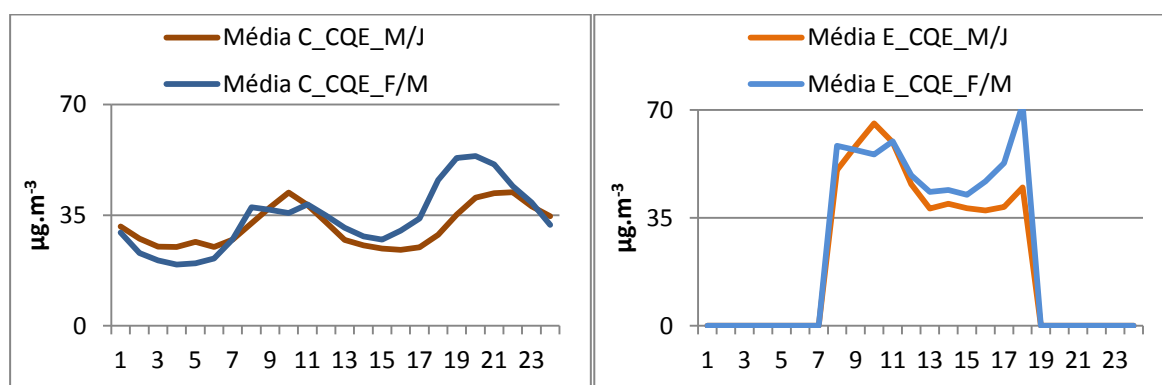 Média C_CQE_M/J
Média C_CQE_F/M
70
35
0
µg.m-3
1 3 5 7 9 11 13 15 17 19 21 23
Média E_CQE_M/J
Média E_CQE_F/M
70
35
0
µg.m-3
1 3 5 7 9 11 13 15 17 19 21 23